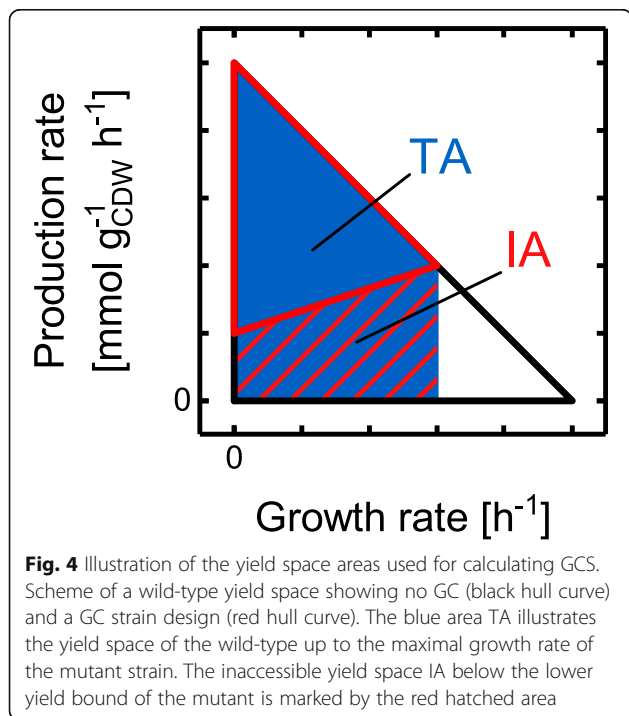 Production rate
[mmol g⁻¹CDW h⁻¹]
TA
IA
0
0
Growth rate [h⁻¹]
Fig. 4 Illustration of the yield areas used for calculating GCS.
Scheme of a wild-type yield space showing no GC (black hull curve)
and a GC strain design (red hull curve). The blue area TA illustrates
the yield space of the wild-type up to the maximal growth rate of
the mutant strain. The inaccessible yield space IA below the lower
yield bound of the mutant is marked by the red hatched area